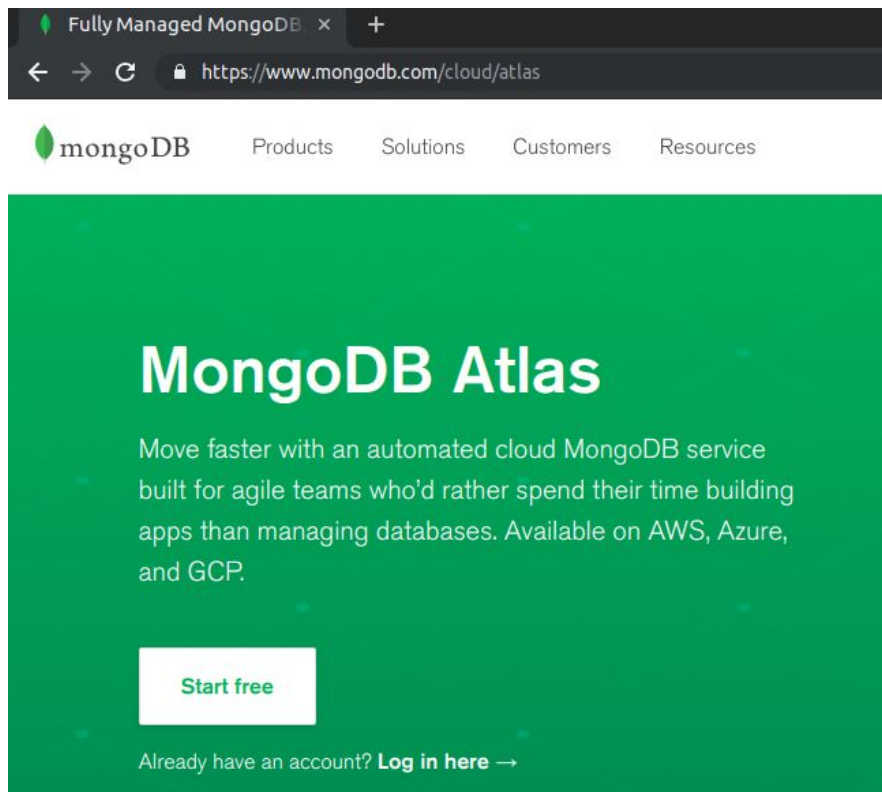 Fully Managed MongoDB,
https://www.mongodb.com/cloud/atlas
mongoDB Products Solutions Customers Resources
MongoDB Atlas
Move faster with an automated cloud MongoDB service
built for agile teams who'd rather spend their time building
apps than managing databases. Available on AWS, Azure,
and GCP.
Start free
Already have an account? Log in here →